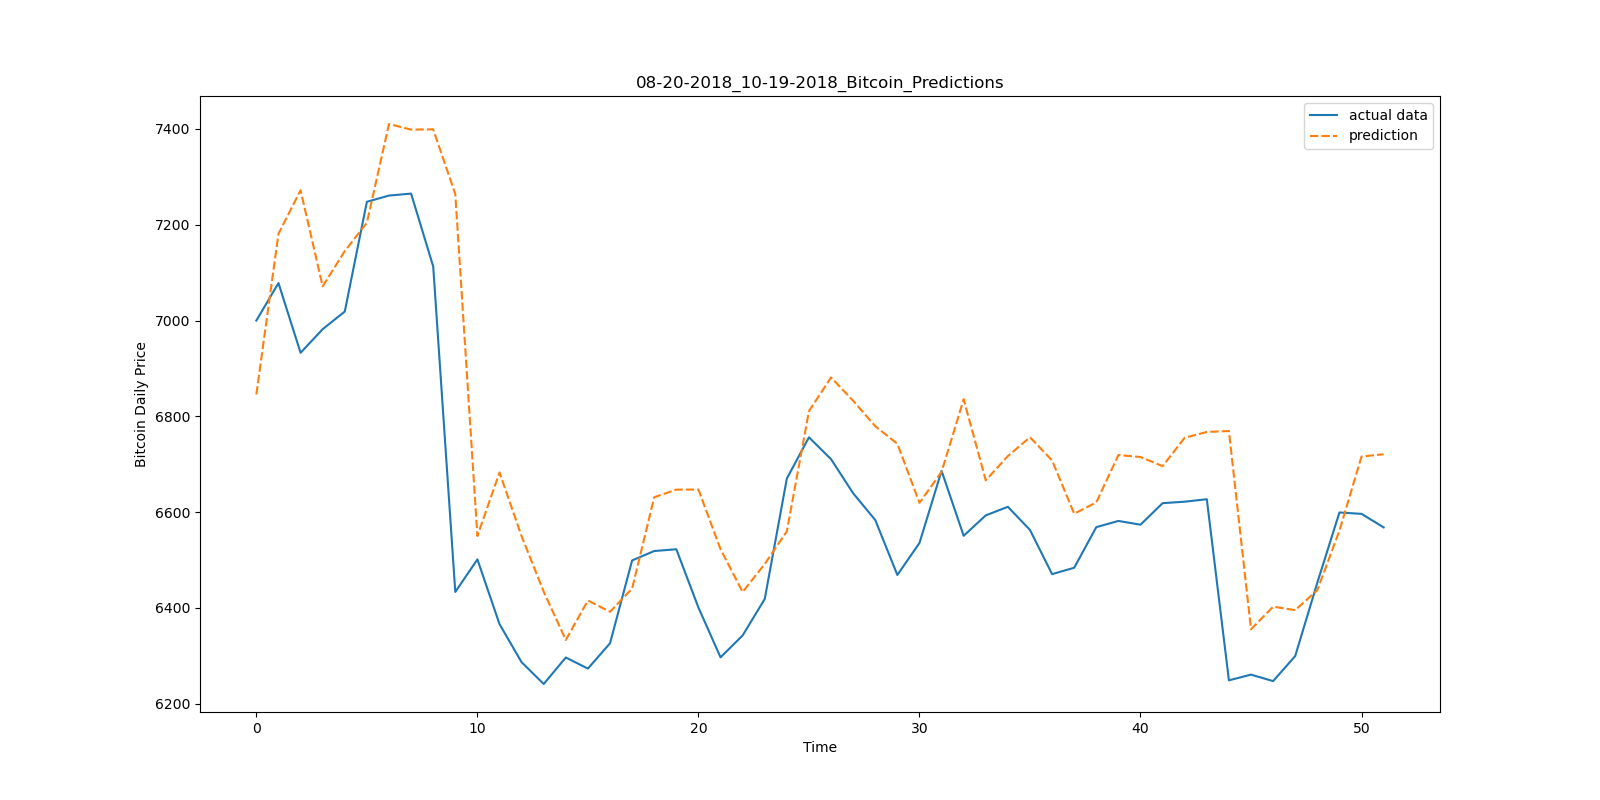 08-20-2018_10-19-2018_Bitcoin_Predictions
actual data
prediction
7400
7200
7000
6800
6600
6400
6200
Bitcoin Daily Price
0 10 20 30 40 50
Time